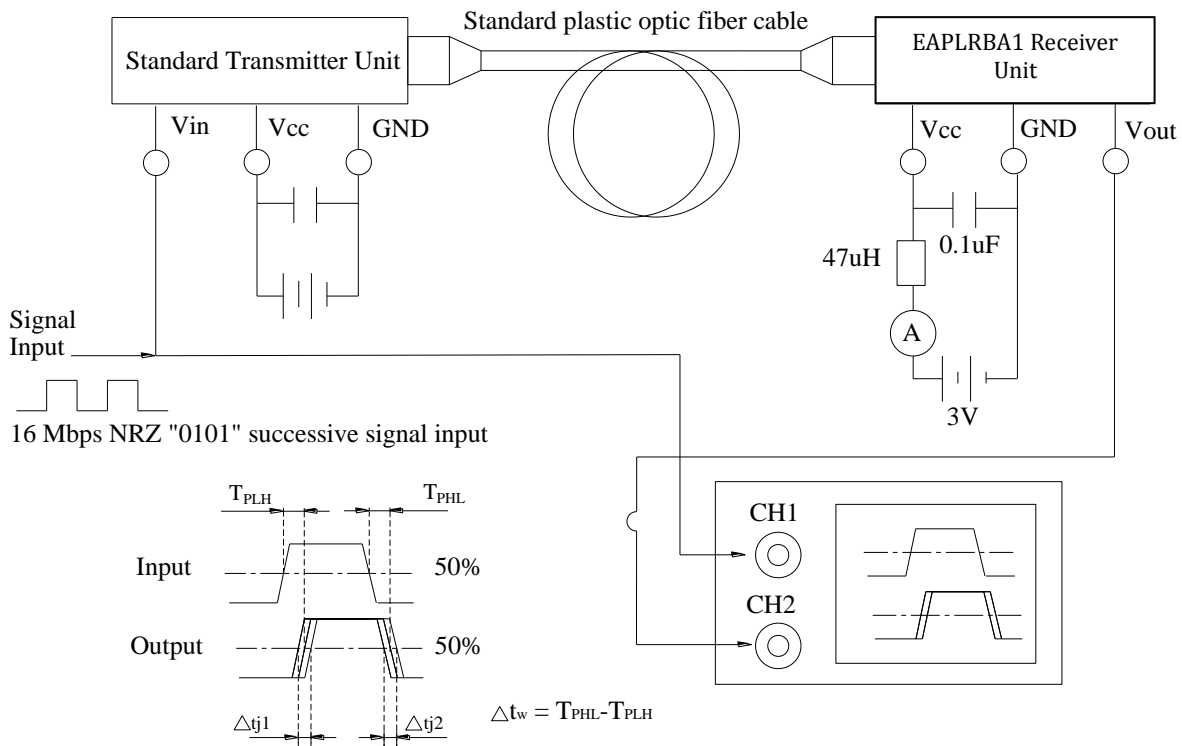 Standard plastic optic fiber cable
Standard Transmitter Unit
EAPLRBA1 Receiver
Unit
Vin
Vcc
GND
Vcc
GND
Vout
0.1uF
47uH
A
3V
Signal
Input
16 Mbps NRZ "0101" successive signal input
TPLH
TPHL
Input
50%
Output
50%
△tj1
△tj2
△tw = TPHL-TPLH
CH1
CH2